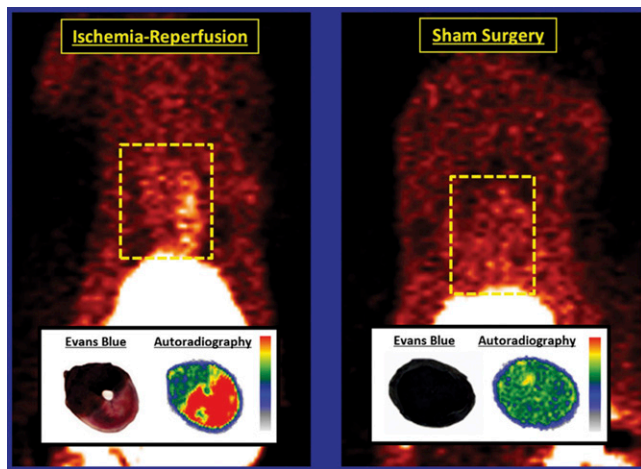 Ischemia-Reperfusion
Sham Surgery
Evans Blue
Autoradiography
Evans Blue
Autoradiography